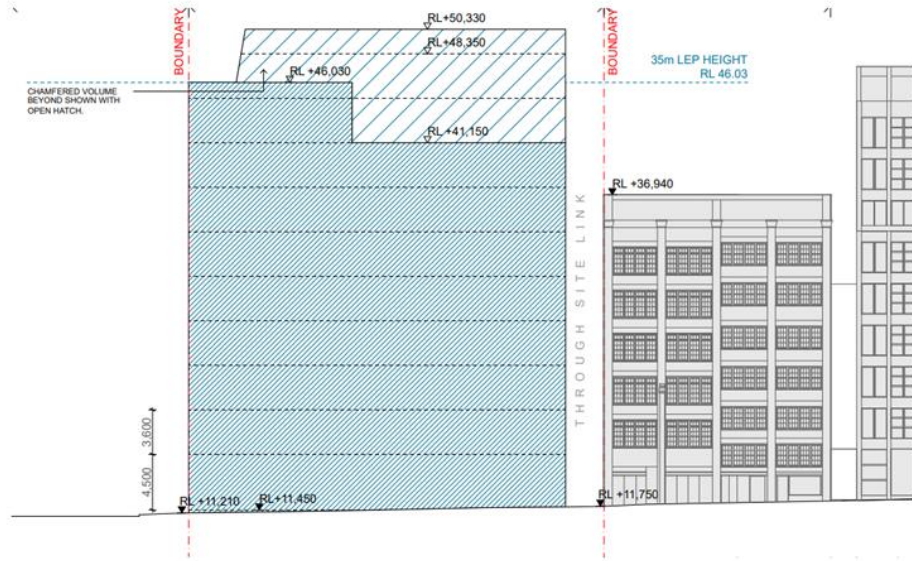 RL+50,330
RL+48,350
BOUNDARY
BOUNDARY
35m LEP HEIGHT
RL 46.03
RL +46,030
CHAMFERED VOLUME
BEYOND SHOWN WITH
OPEN HATCH.
RL+41,150
RL +36,940
THROUGH SITE LINK
3.600
4.500
RL +11,210
RL+11,450
RL +11,750